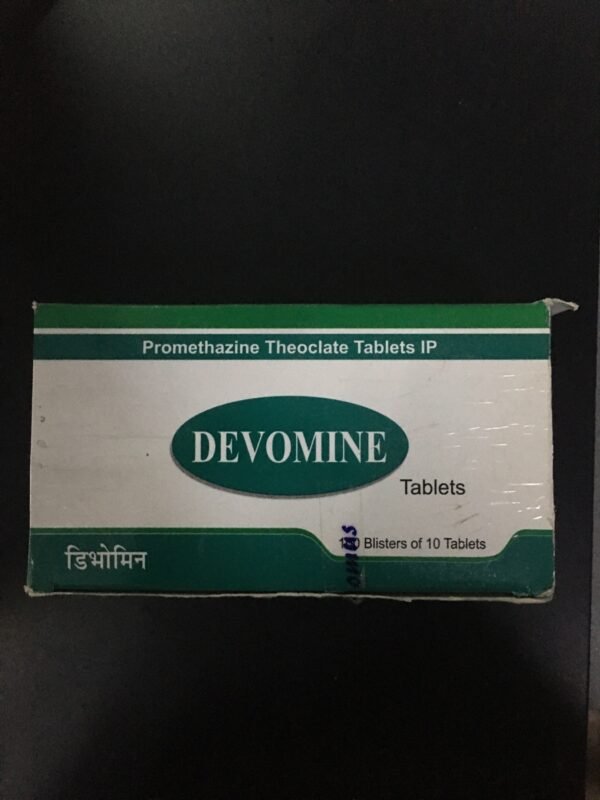 Promethazine Theoclate Tablets IP
DEVOMINE
Tablets
Blisters of 10 Tablets
डिभोमिन